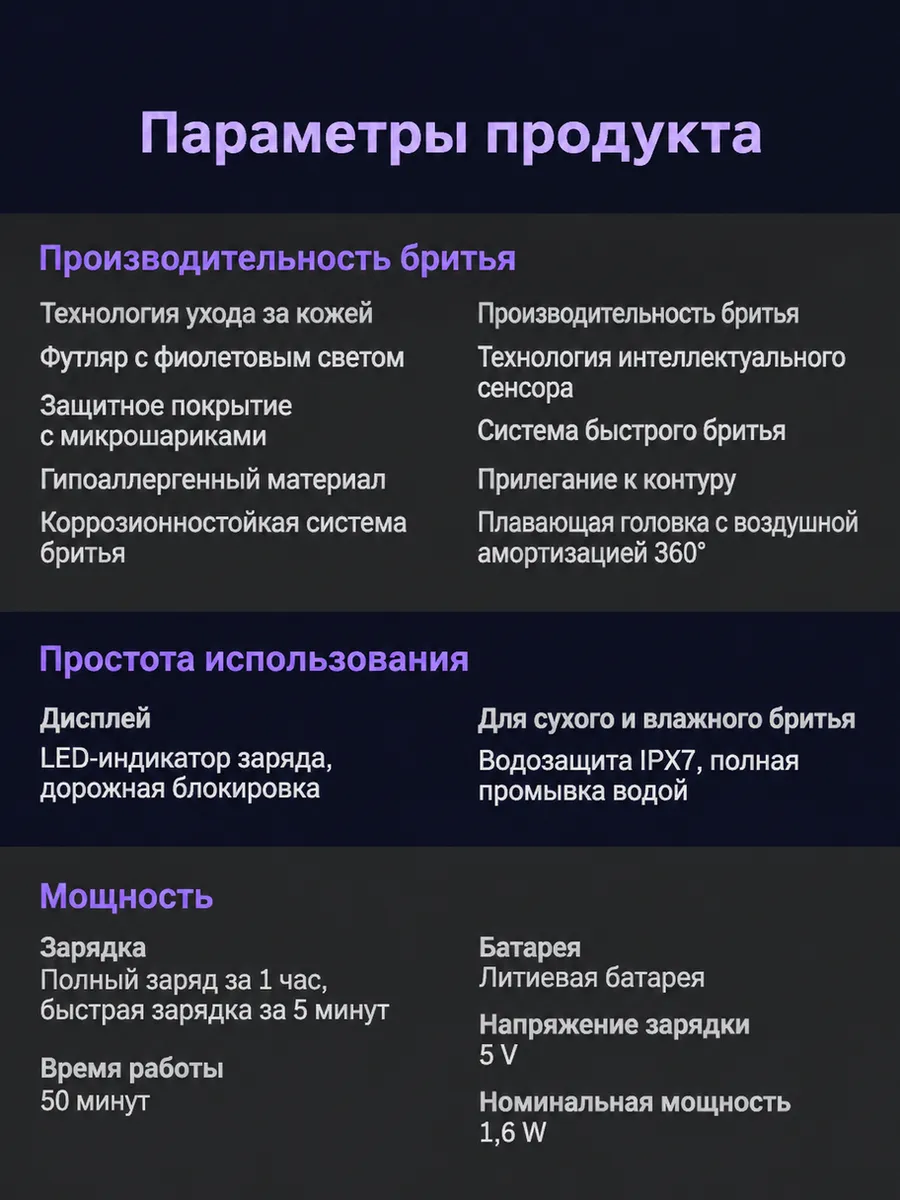 Параметры продукта
Производительность бритья
Технология ухода за кожей
Футляр с фиолетовым светом
Защитное покрытие
с микрошариками
Гипоаллергенный материал
Коррозионностойкая система
бритья
Производительность бритья
Технология интеллектуального
сенсора
Система быстрого бритья
Прилегание к контуру
Плавающая головка с воздушной
амортизацией 360°
Простота использования
Дисплей
LED-индикатор заряда,
дорожная блокировка
Для сухого и влажного бритья
Водозащита IPX7, полная
промывка водой
Мощность
Зарядка
Полный заряд за 1 час,
быстрая зарядка за 5 минут
Время работы
50 минут
Батарея
Литиевая батарея
Напряжение зарядки
5 V
Номинальная мощность
1,6 W